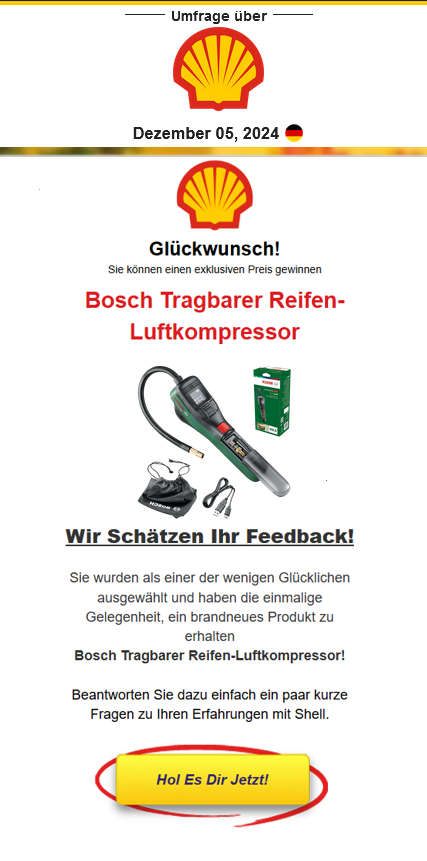 Umfrage über
Dezember 05, 2024
Glückwunsch!
Sie können einen exklusiven Preis gewinnen
Bosch Tragbarer Reifen-
Luftkompressor
BOSCH
Wir Schätzen Ihr Feedback!
Sie wurden als einer der wenigen Glücklichen
ausgewählt und haben die einmalige
Gelegenheit, ein brandneues Produkt zu
erhalten
Bosch Tragbarer Reifen-Luftkompressor!
Beantworten Sie dazu einfach ein paar kurze
Fragen zu Ihren Erfahrungen mit Shell.
Hol Es Dir Jetzt!